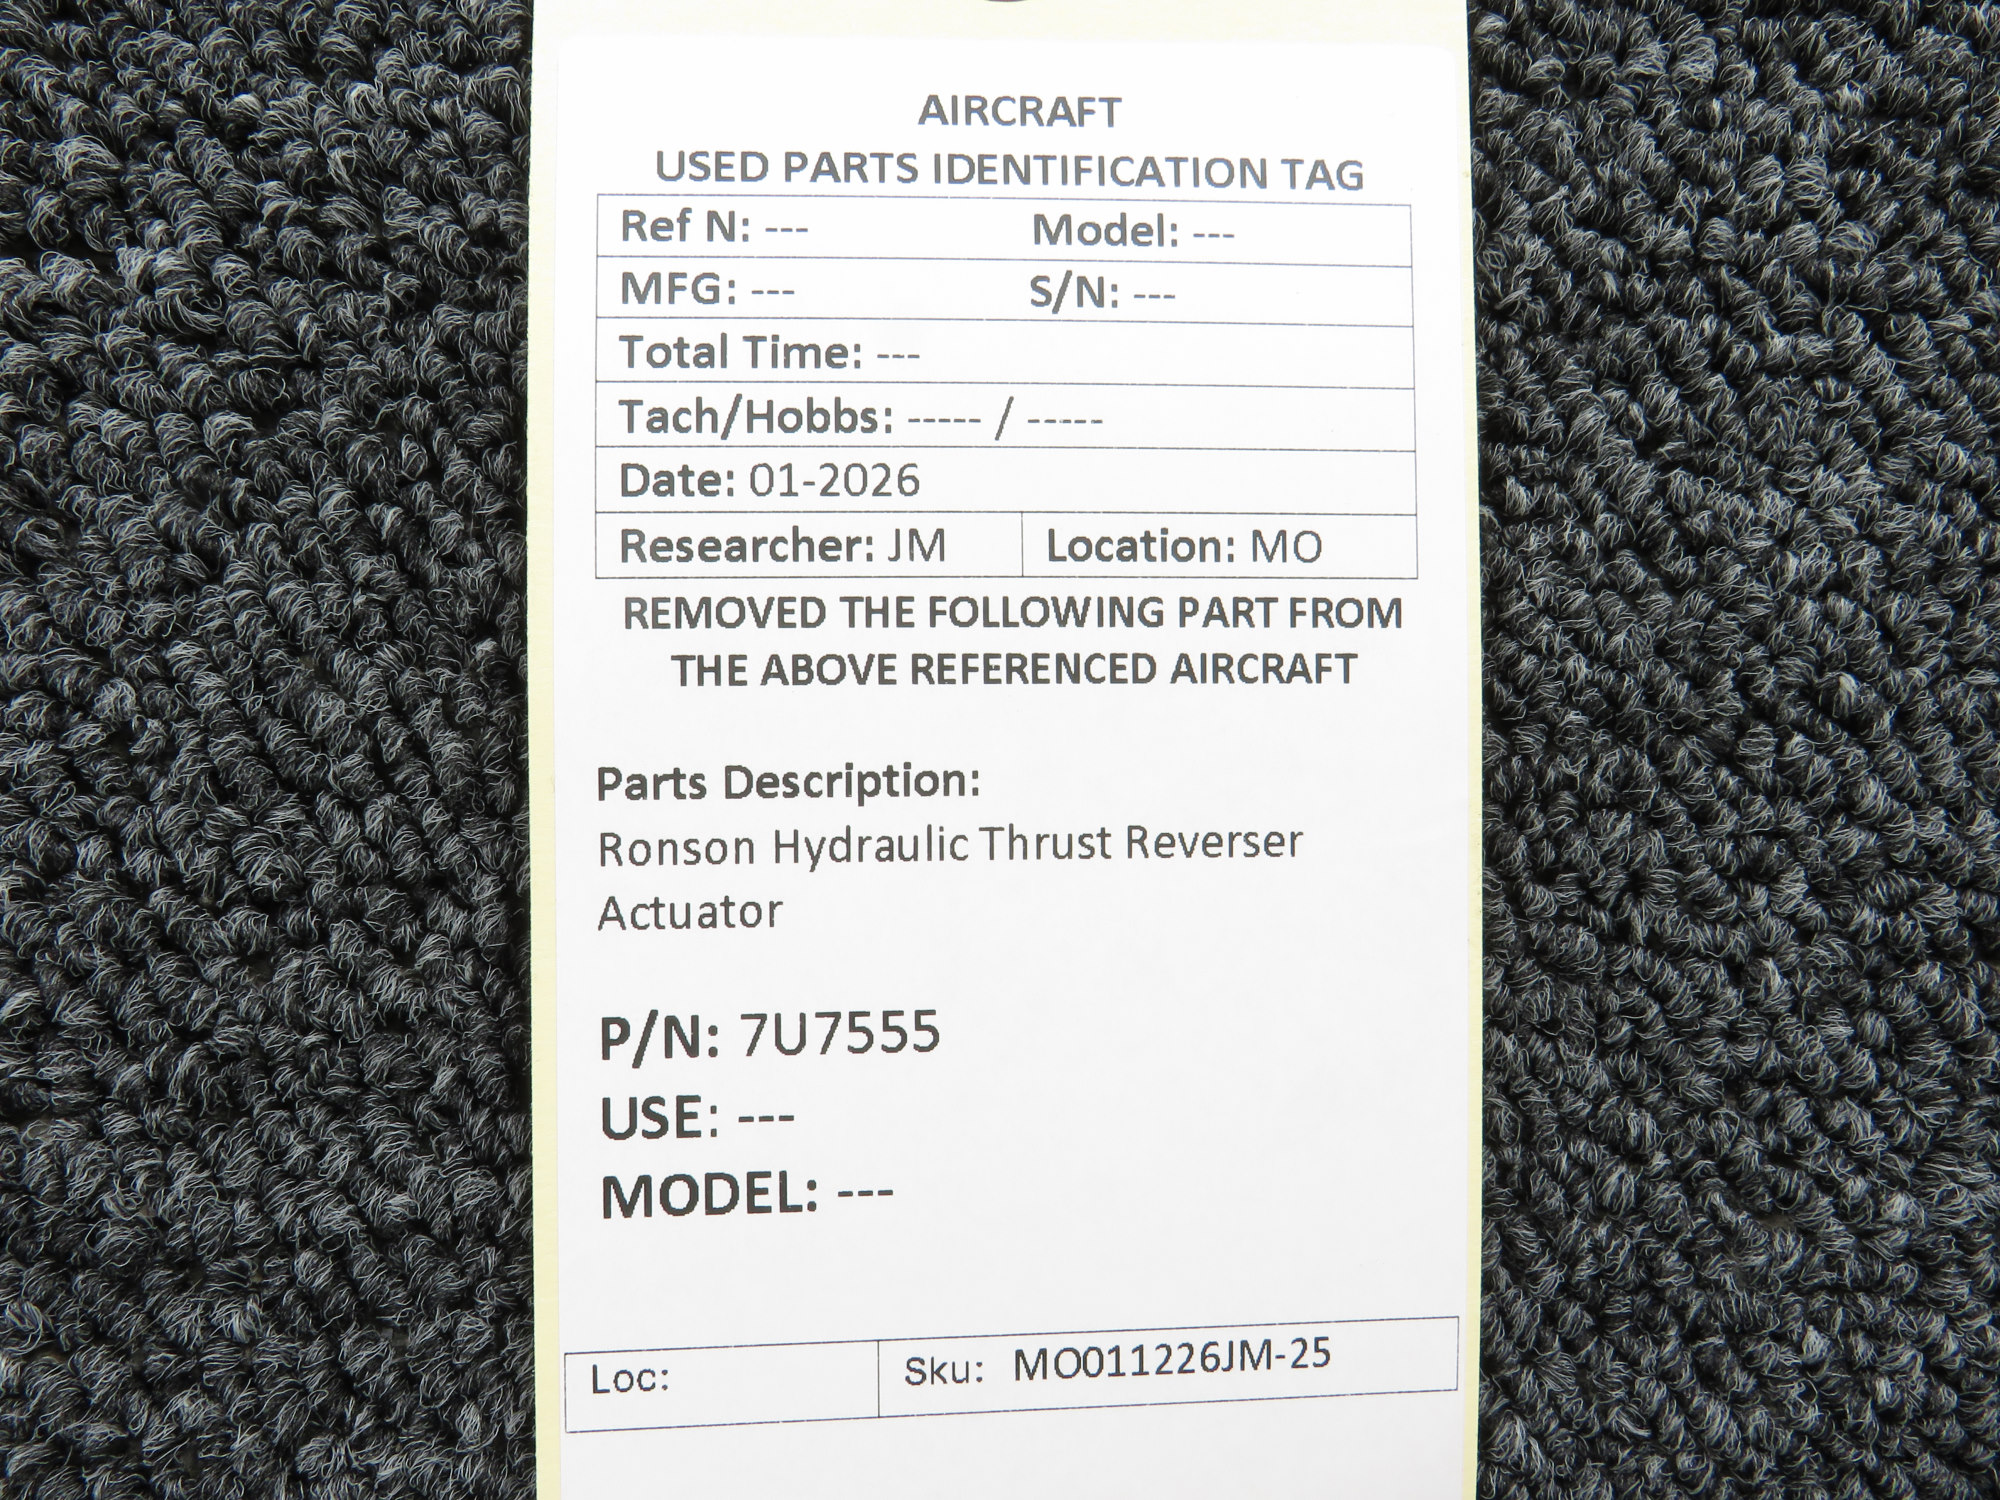 AIRCRAFT
USED PARTS IDENTIFICATION TAG
Ref N: --- Model: ---
MFG: --- S/N: ---
Total Time: ---
Tach/Hobbs: ----- / -----
Date: 01-2026
Researcher: JM Location: MO
REMOVED THE FOLLOWING PART FROM
THE ABOVE REFERENCED AIRCRAFT
Parts Description:
Ronson Hydraulic Thrust Reverser
Actuator
P/N: 7U7555
USE: ---
MODEL: ---
Loc: Sku: MO011226JM-25